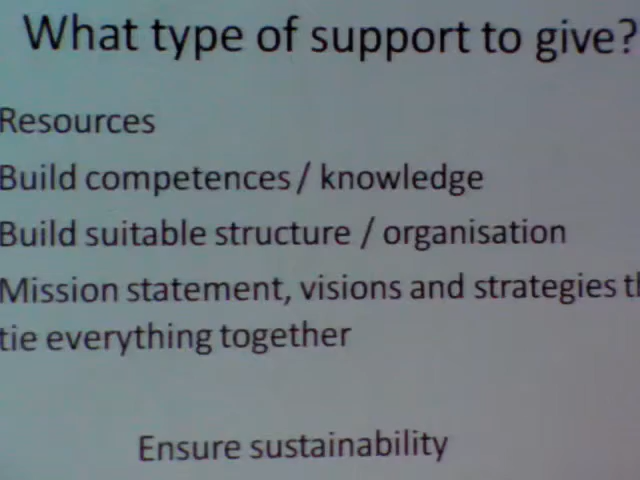 What type of support to give?
Resources
Build competences / knowledge
Build suitable structure / organisation
Mission statement, visions and strategies
tie everything together
Ensure sustainability